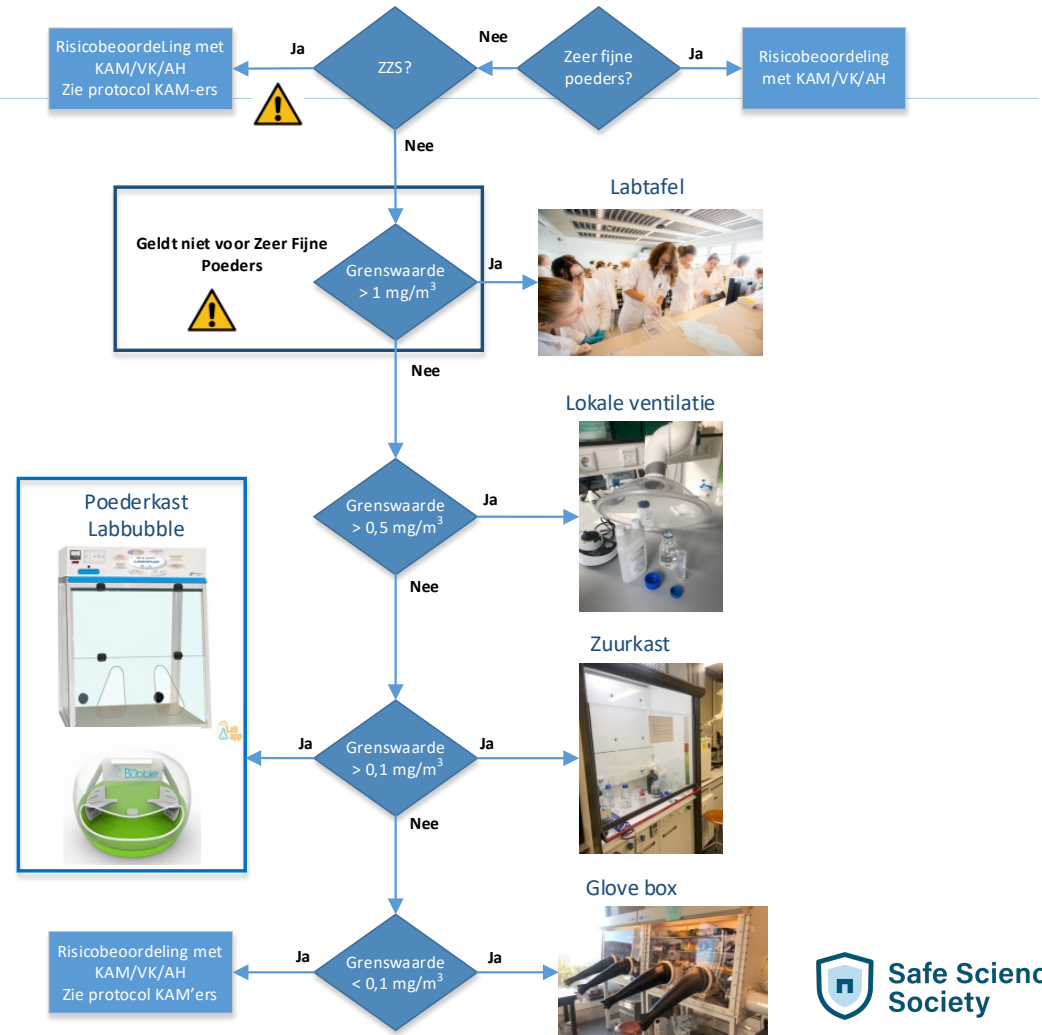 RisicobeoordeLing met
KAM/VK/AH
Zie protocol KAM-ers
Ja
ZZS?
Nee
Zeer fijne
poeders?
Ja
Risicobeoordeling
met KAM/VK/AH
Nee
Labtafel
Geldt niet voor Zeer Fijne
Poeders
Grenswaarde
> 1 mg/m³
Ja
Nee
Lokale ventilatie
Poederkast
Labbubble
Grenswaarde
> 0,5 mg/m³
Ja
Nee
Zuurkast
Lab
app
Bubble
Ja
Grenswaarde
> 0,1 mg/m³
Ja
Nee
Glove box
Risicobeoordeling met
KAM/VK/AH
Zie protocol KAM'ers
Ja
Grenswaarde
< 0,1 mg/m³
Ja
Safe Scienc
Society